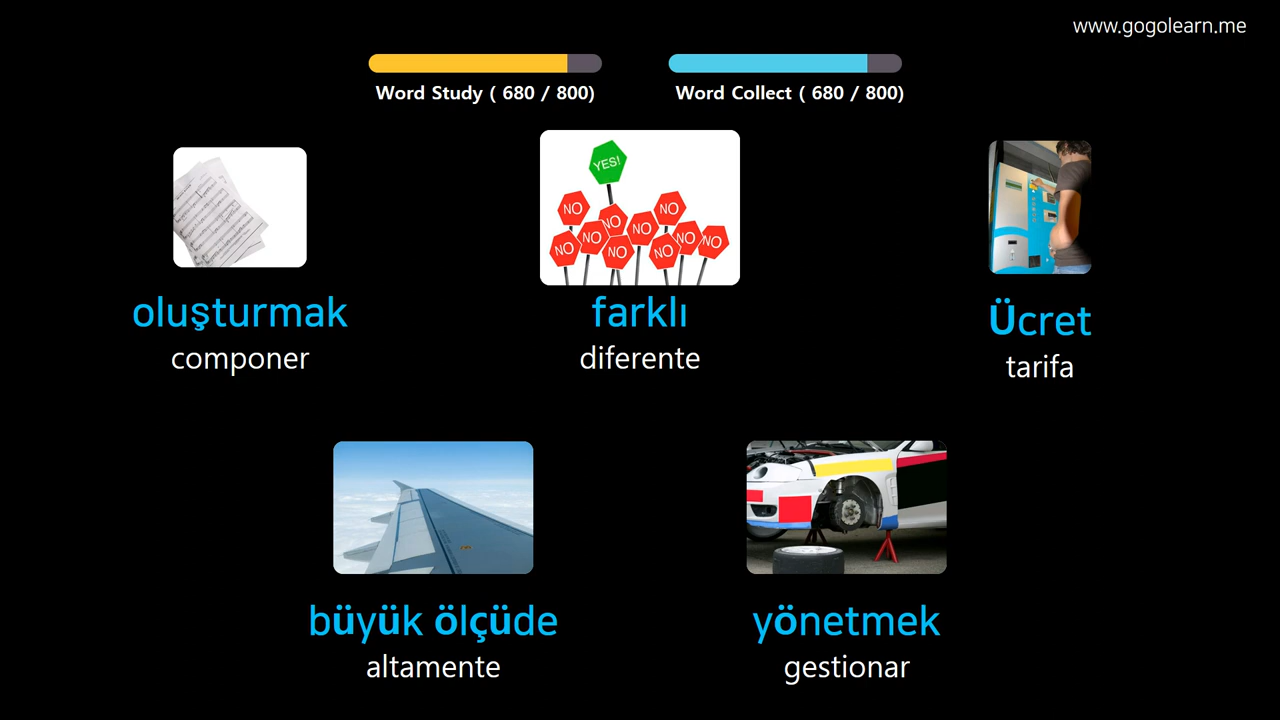 www.gogolearn.me
Word Study ( 680 / 800)
Word Collect ( 680 / 800)
YES!
NO
NO
NO
NO
NO
NO
NO
NO
NO
NO
oluşturmak
componer
farklı
diferente
Ücret
tarifa
büyük ölçüde
altamente
yönetmek
gestionar